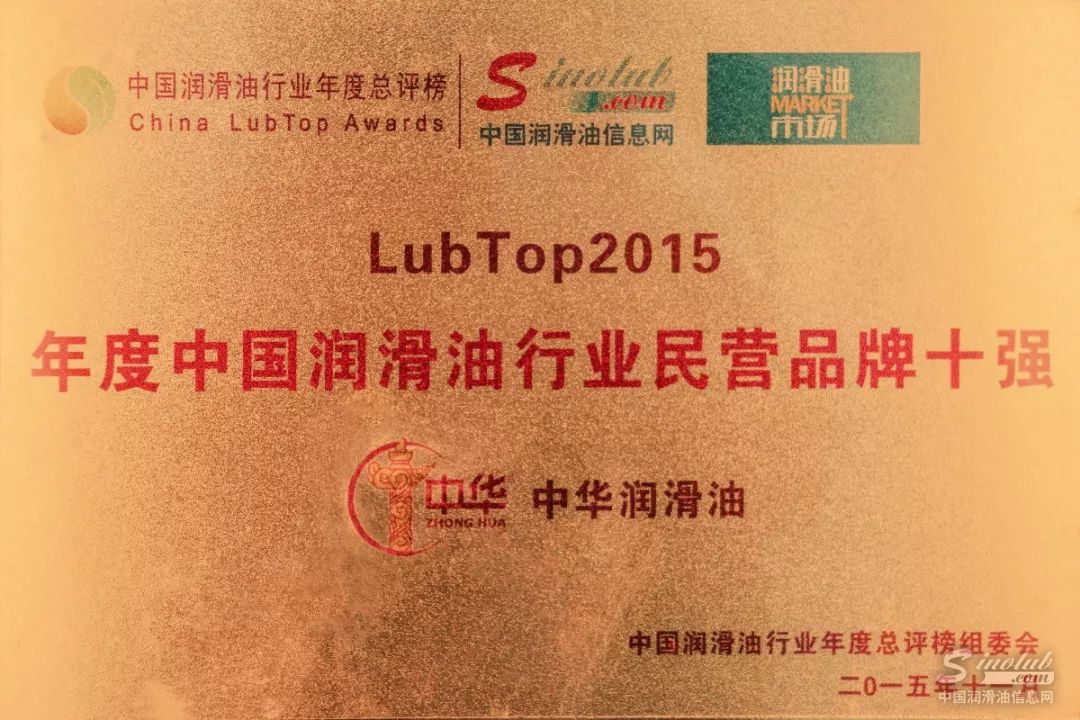 中国润滑油行业年度总评榜
China LubTop Awards
Sinolub
.com
中国润滑油信息网
润滑油
MARKET
市场
LubTop2015
年度中国润滑油行业民营品牌十强
中华
ZHONG HUA
中华润滑油
中国润滑油行业年度总评榜组委会
二0一五年十一月
Sinolub
.com
中国润滑油信息网